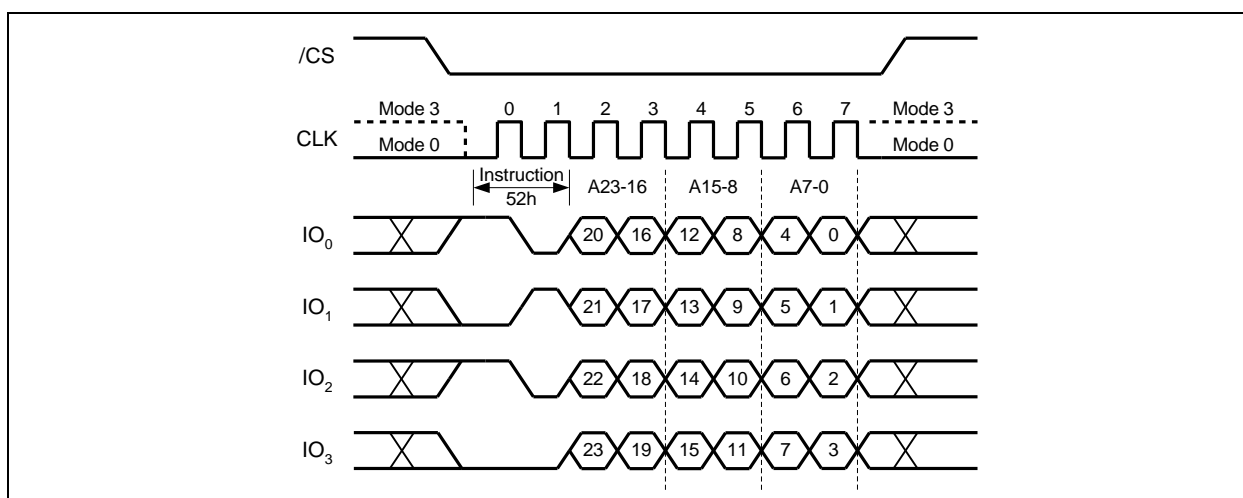 /CS
Mode 3 0 1 2 3 4 5 6 7 Mode 3
CLK
Mode 0 Mode 0
Instruction A23-16 A15-8 A7-0
52h
IO0 20 16 12 8 4 0
IO1 21 17 13 9 5 1
IO2 22 18 14 10 6 2
IO3 23 19 15 11 7 3